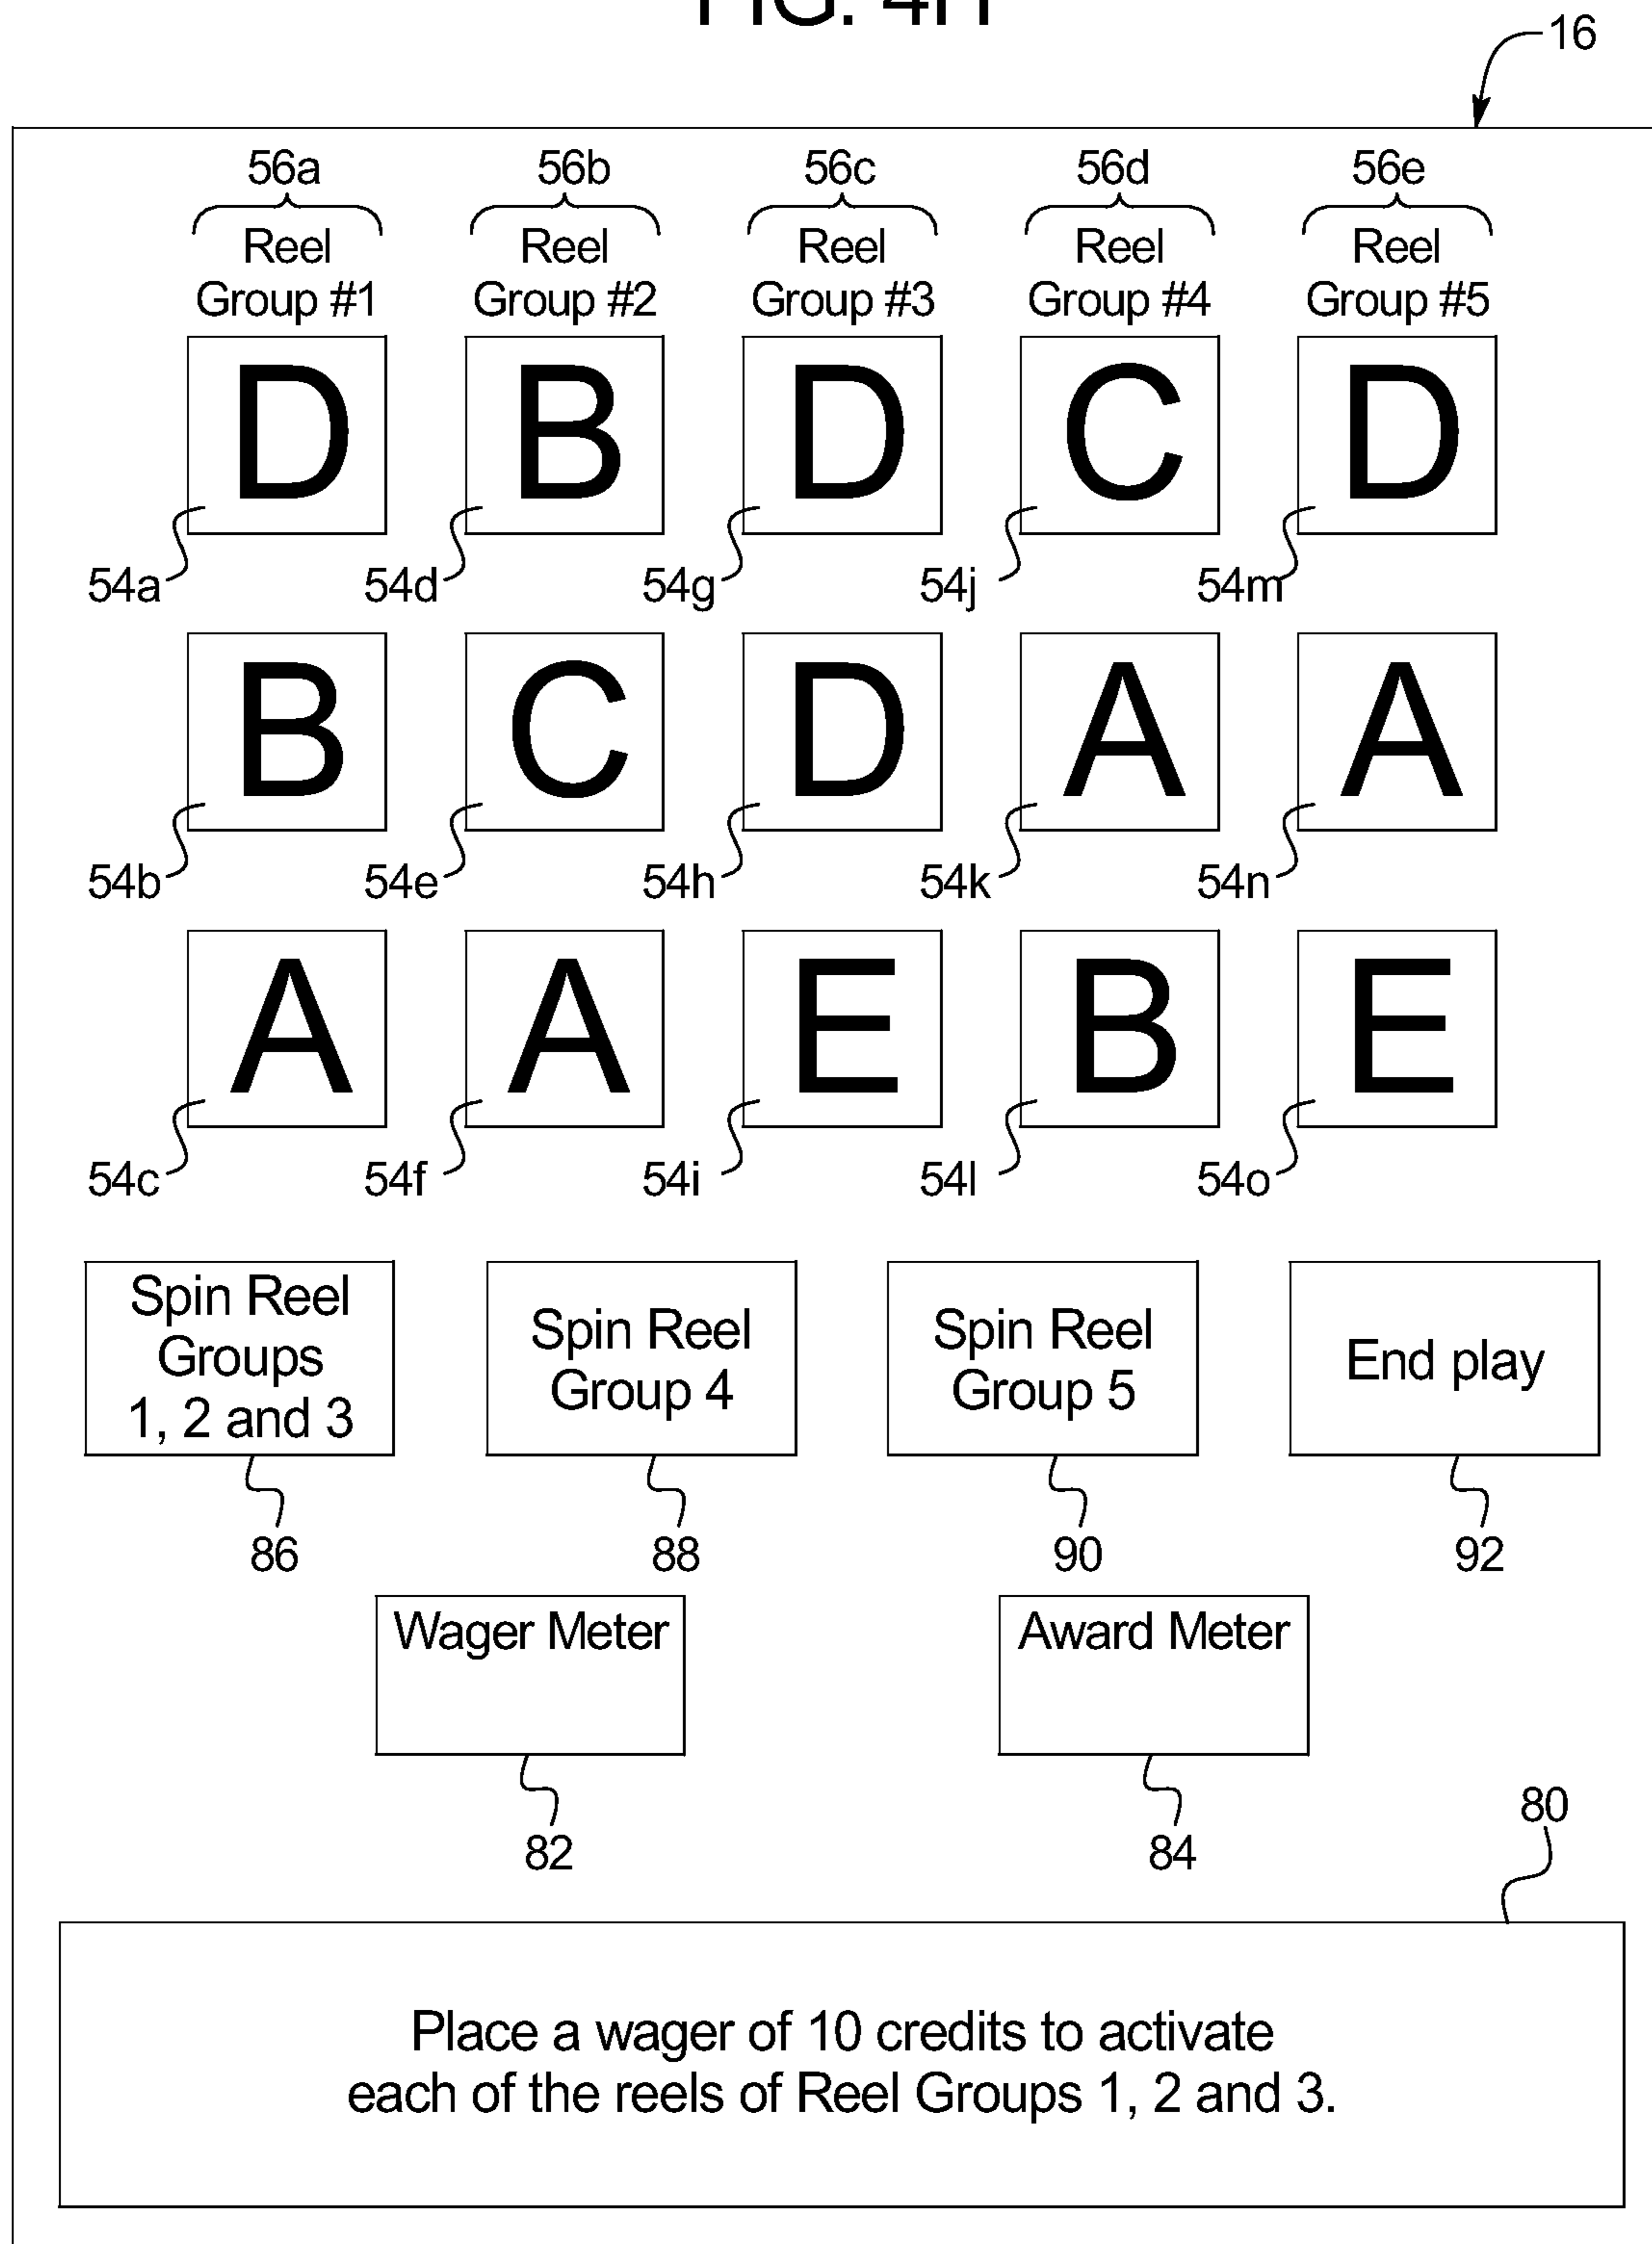 FIG. 4H
16
56a 56b 56c 56d 56e
Reel Reel Reel Reel Reel
Group #1 Group #2 Group #3 Group #4 Group #5
D B D C D
54a 54d 54g 54j 54m
B C D A A
54b 54e 54h 54k 54n
A A E B E
54c 54f 54i 54l 54o
Spin Reel
Groups
1, 2 and 3
Spin Reel
Group 4
Spin Reel
Group 5
End play
86 88 90 92
Wager Meter Award Meter
82 84
80
Place a wager of 10 credits to activate
each of the reels of Reel Groups 1, 2 and 3.